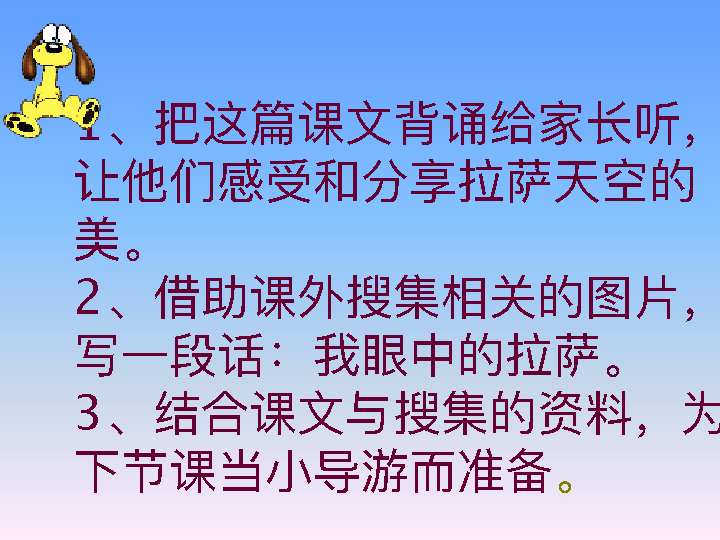 1、把这篇课文背诵给家长听，
让他们感受和分享拉萨天空的
美。
2、借助课外搜集相关的图片，
写一段话：我眼中的拉萨。
3、结合课文与搜集的资料，为
下节课当小导游而准备。